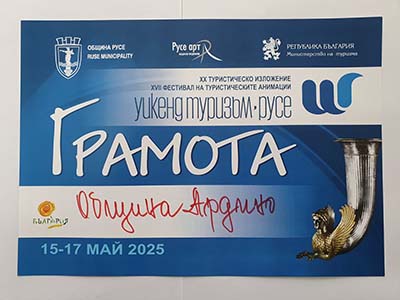 ОБЩИНА РУСЕ
RUSE MUNICIPALITY
Русе арт
РЕПУБЛИКА БЪЛГАРИЯ
Министерство на туризма
XX ТУРИСТИЧЕСКО ИЗЛОЖЕНИЕ
XVII ФЕСТИВАЛ НА ТУРИСТИЧЕСКИТЕ АНИМАЦИИ
УИКЕНД ТУРИЗЪМ • РУСЕ
ГРАМОТА
Община Ардино
БЪЛГАРИЯ
15-17 МАЙ 2025